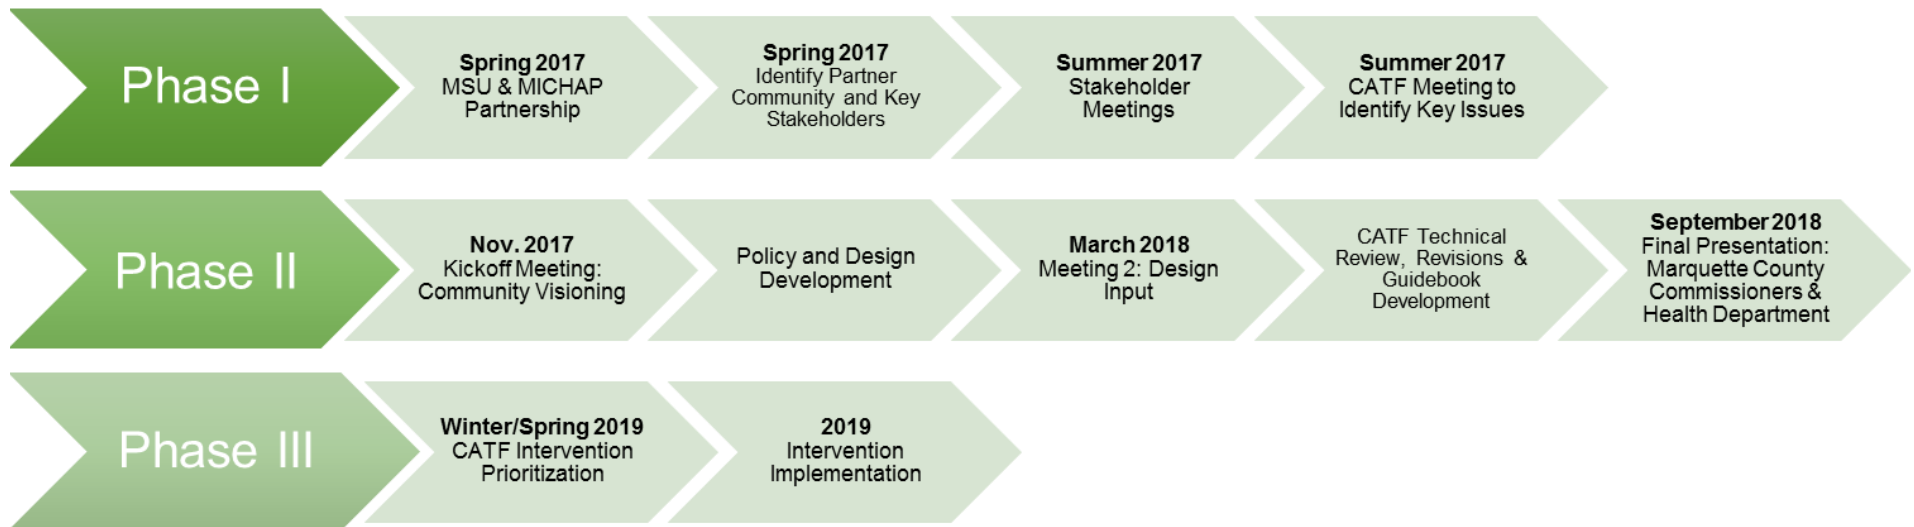 Phase I
Spring 2017
MSU & MICHAP
Partnership
Spring 2017
Identify Partner
Community and Key
Stakeholders
Summer 2017
Stakeholder
Meetings
Summer 2017
CATF Meeting to
Identify Key Issues
Phase II
Nov. 2017
Kickoff Meeting:
Community Visioning
Policy and Design
Development
March 2018
Meeting 2: Design
Input
CATF Technical
Review, Revisions &
Guidebook
Development
September 2018
Final Presentation:
Marquette County
Commissioners &
Health Department
Phase III
Winter/Spring 2019
CATF Intervention
Prioritization
2019
Intervention
Implementation